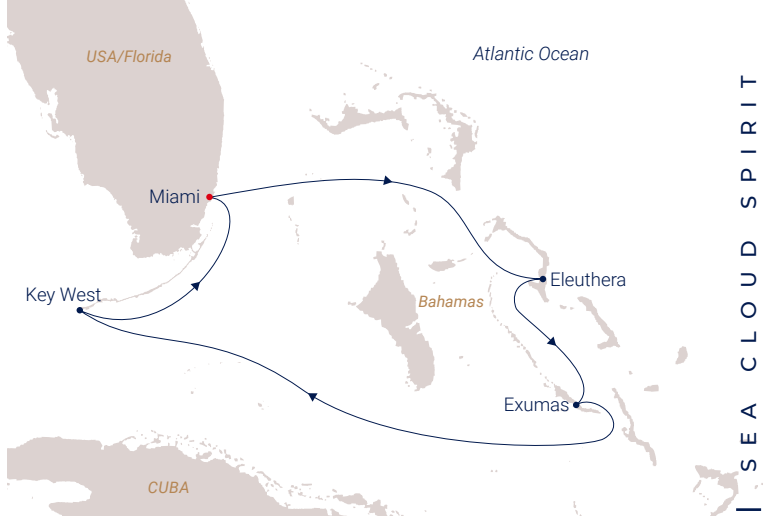 USA/Florida
Atlantic Ocean
Miami
Key West
Eleuthera
Bahamas
Exumas
CUBA
| SEA CLOUD SPIRIT